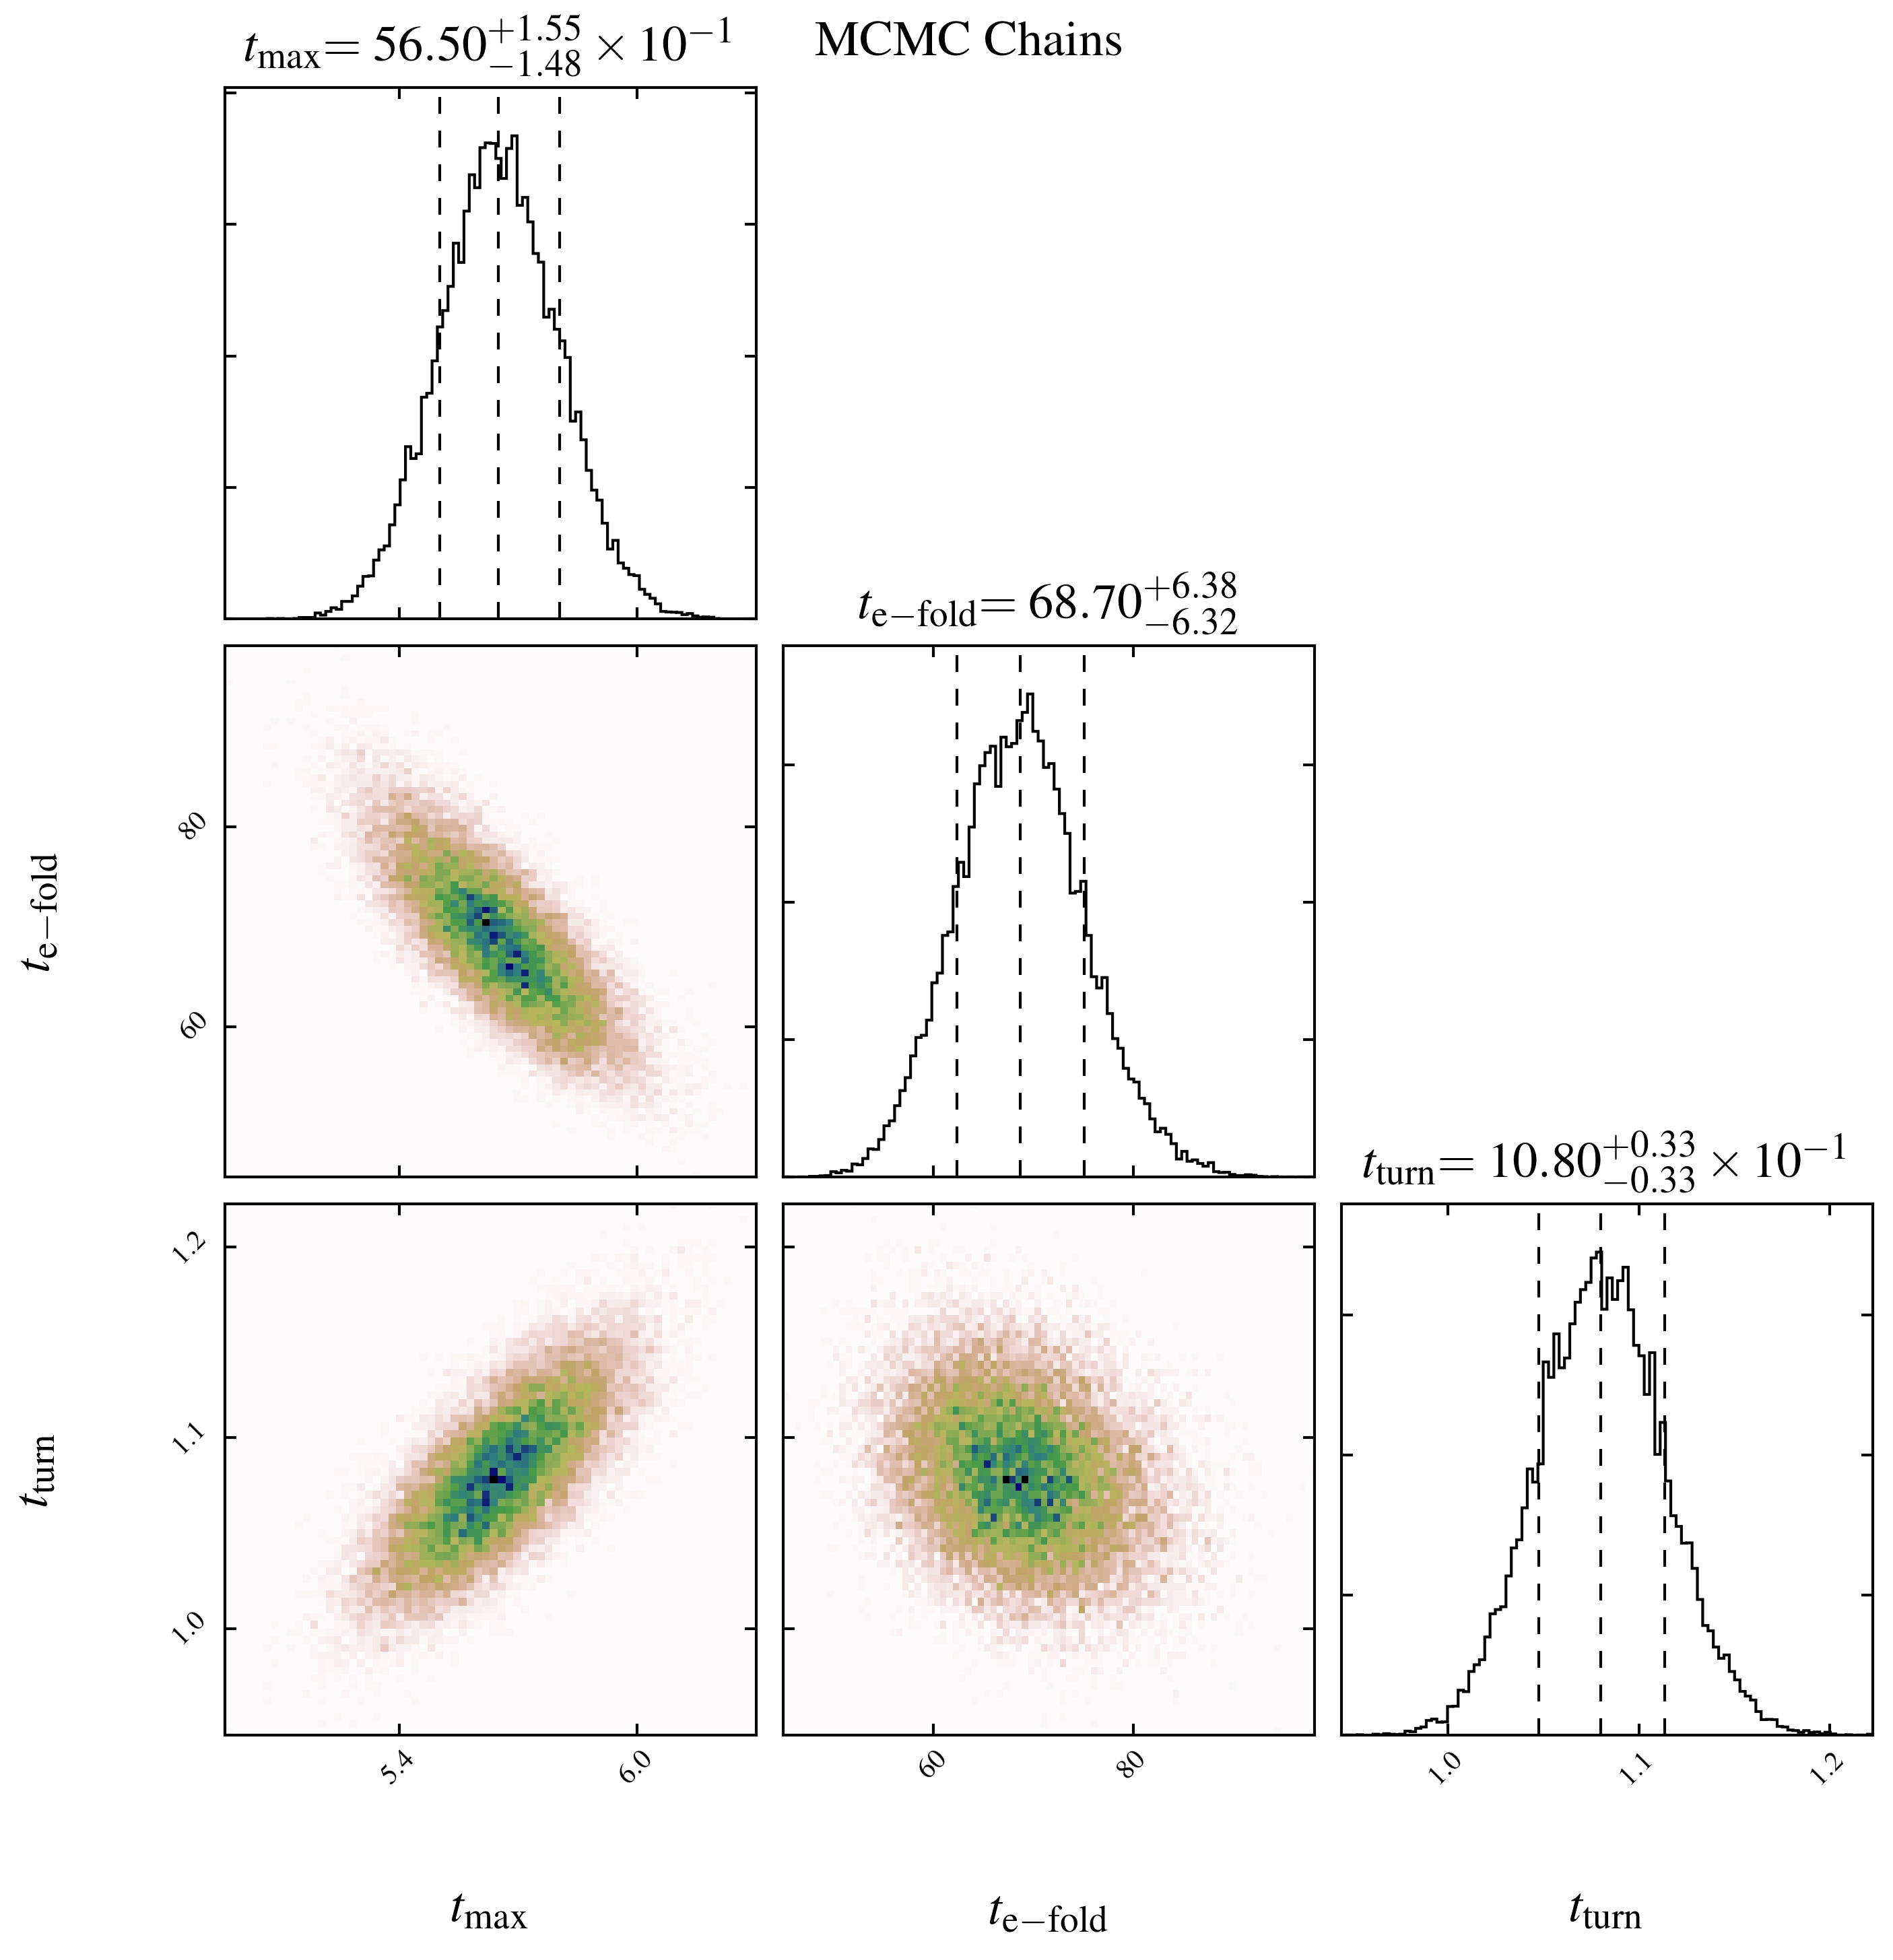 MCMC Chains
t_max = 56.50^{+1.55}_{−1.48} × 10^{−1}
t_e−fold = 68.70^{+6.38}_{−6.32}
t_turn = 10.80^{+0.33}_{−0.33} × 10^{−1}
t_e−fold
80
60
t_turn
1.2
1.1
1.0
5.4 6.0 60 80 1.0 1.1 1.2
t_max t_e−fold t_turn